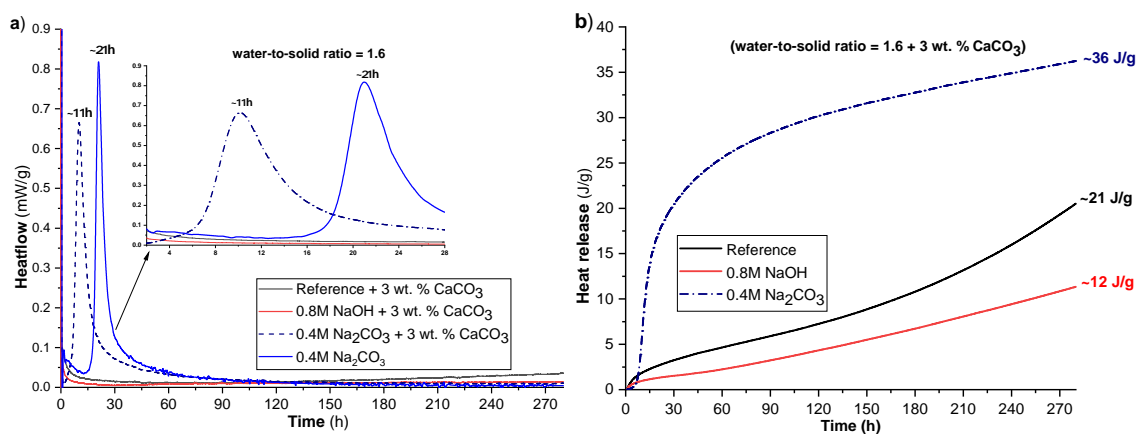 a)
~21h
~11h
water-to-solid ratio = 1.6
0.9
0.8
0.7
0.6
0.5
0.4
0.3
0.2
0.1
0.0
Heatflow (mW/g)
0.9
0.8
0.7
0.6
0.5
0.4
0.3
0.2
0.1
0.0
~11h
~21h
4 8 12 16 20 24 28
Reference + 3 wt. % CaCO₃
0.8M NaOH + 3 wt. % CaCO₃
0.4M Na₂CO₃ + 3 wt. % CaCO₃
0.4M Na₂CO₃
0 30 60 90 120 150 180 210 240 270
Time (h)
b)
(water-to-solid ratio = 1.6 + 3 wt. % CaCO₃)
40
35
30
25
20
15
10
5
0
Heat release (J/g)
~36 J/g
~21 J/g
~12 J/g
Reference
0.8M NaOH
0.4M Na₂CO₃
0 30 60 90 120 150 180 210 240 270
Time (h)